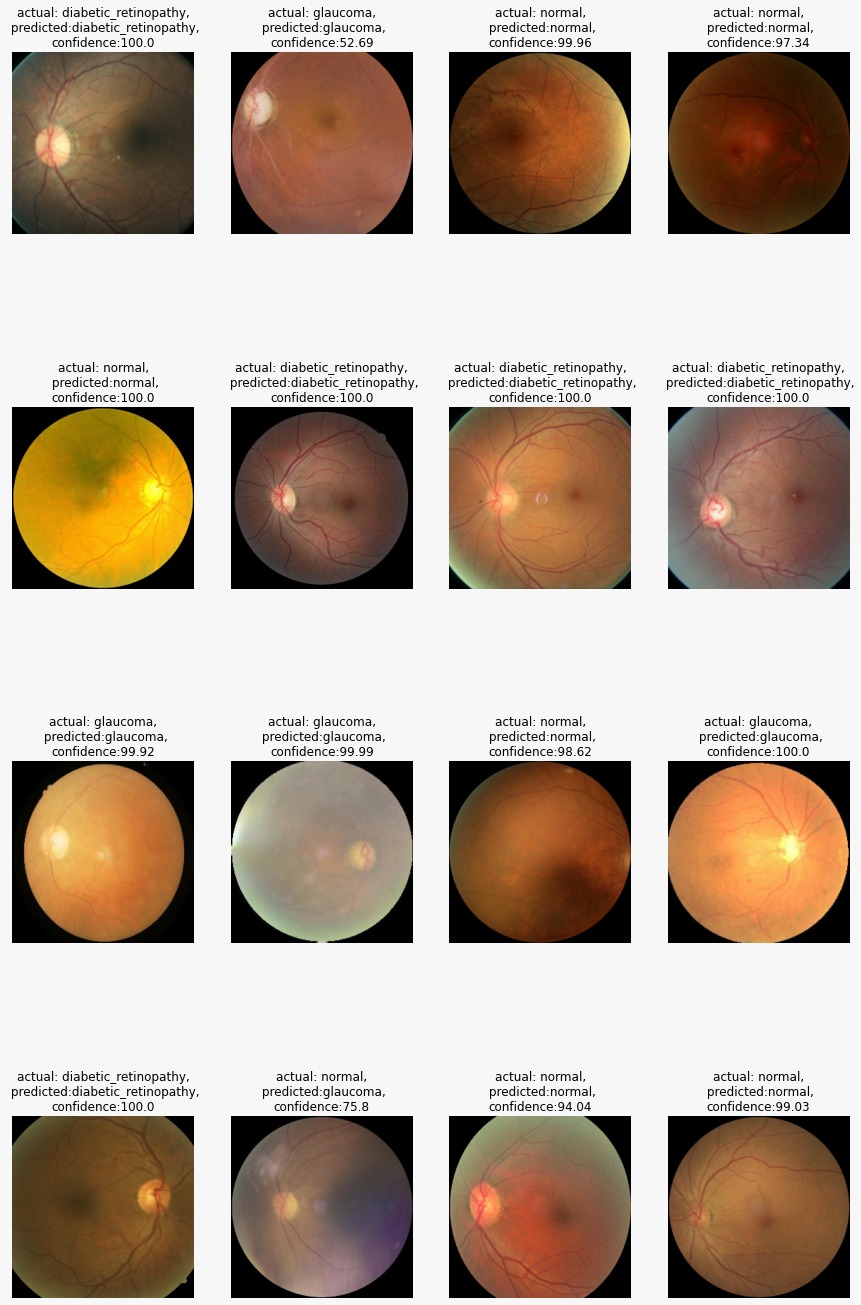 actual: diabetic_retinopathy,
predicted:diabetic_retinopathy,
confidence:100.0
actual: glaucoma,
predicted:glaucoma,
confidence:52.69
actual: normal,
predicted:normal,
confidence:99.96
actual: normal,
predicted:normal,
confidence:97.34
actual: normal,
predicted:normal,
confidence:100.0
actual: diabetic_retinopathy,
predicted:diabetic_retinopathy,
confidence:100.0
actual: diabetic_retinopathy,
predicted:diabetic_retinopathy,
confidence:100.0
actual: diabetic_retinopathy,
predicted:diabetic_retinopathy,
confidence:100.0
actual: glaucoma,
predicted:glaucoma,
confidence:99.92
actual: glaucoma,
predicted:glaucoma,
confidence:99.99
actual: normal,
predicted:normal,
confidence:98.62
actual: glaucoma,
predicted:glaucoma,
confidence:100.0
actual: diabetic_retinopathy,
predicted:diabetic_retinopathy,
confidence:100.0
actual: normal,
predicted:glaucoma,
confidence:75.8
actual: normal,
predicted:normal,
confidence:94.04
actual: normal,
predicted:normal,
confidence:99.03